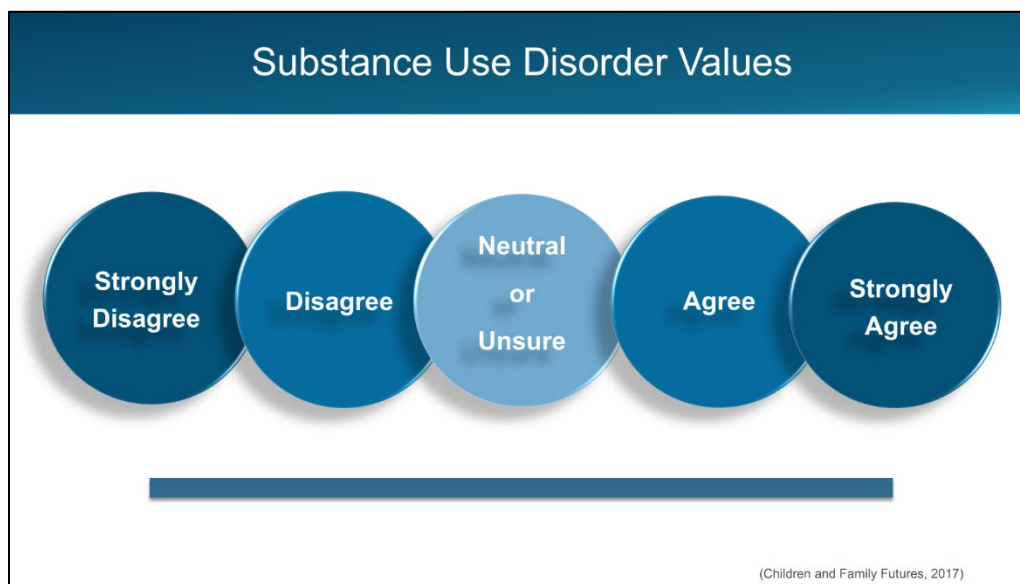 Substance Use Disorder Values
Strongly
Disagree
Disagree
Neutral
or
Unsure
Agree
Strongly
Agree
(Children and Family Futures, 2017)